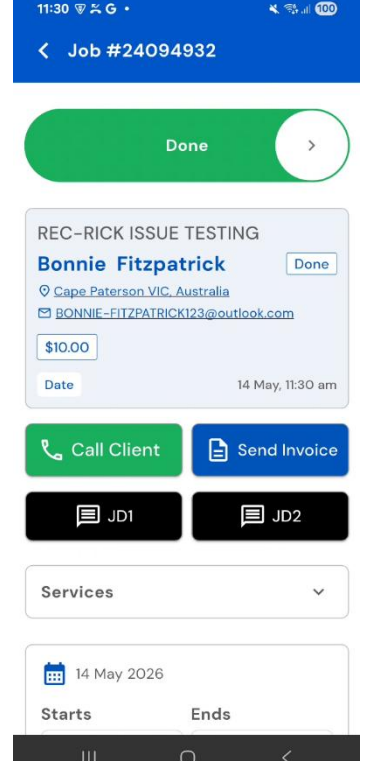 11:30 G •
100
Job #24094932
Done
REC-RICK ISSUE TESTING
Bonnie Fitzpatrick Done
Cape Paterson VIC, Australia
BONNIE-FITZPATRICK123@outlook.com
$10.00
Date 14 May, 11:30 am
Call Client Send Invoice
JD1 JD2
Services
14 May 2026
Starts Ends